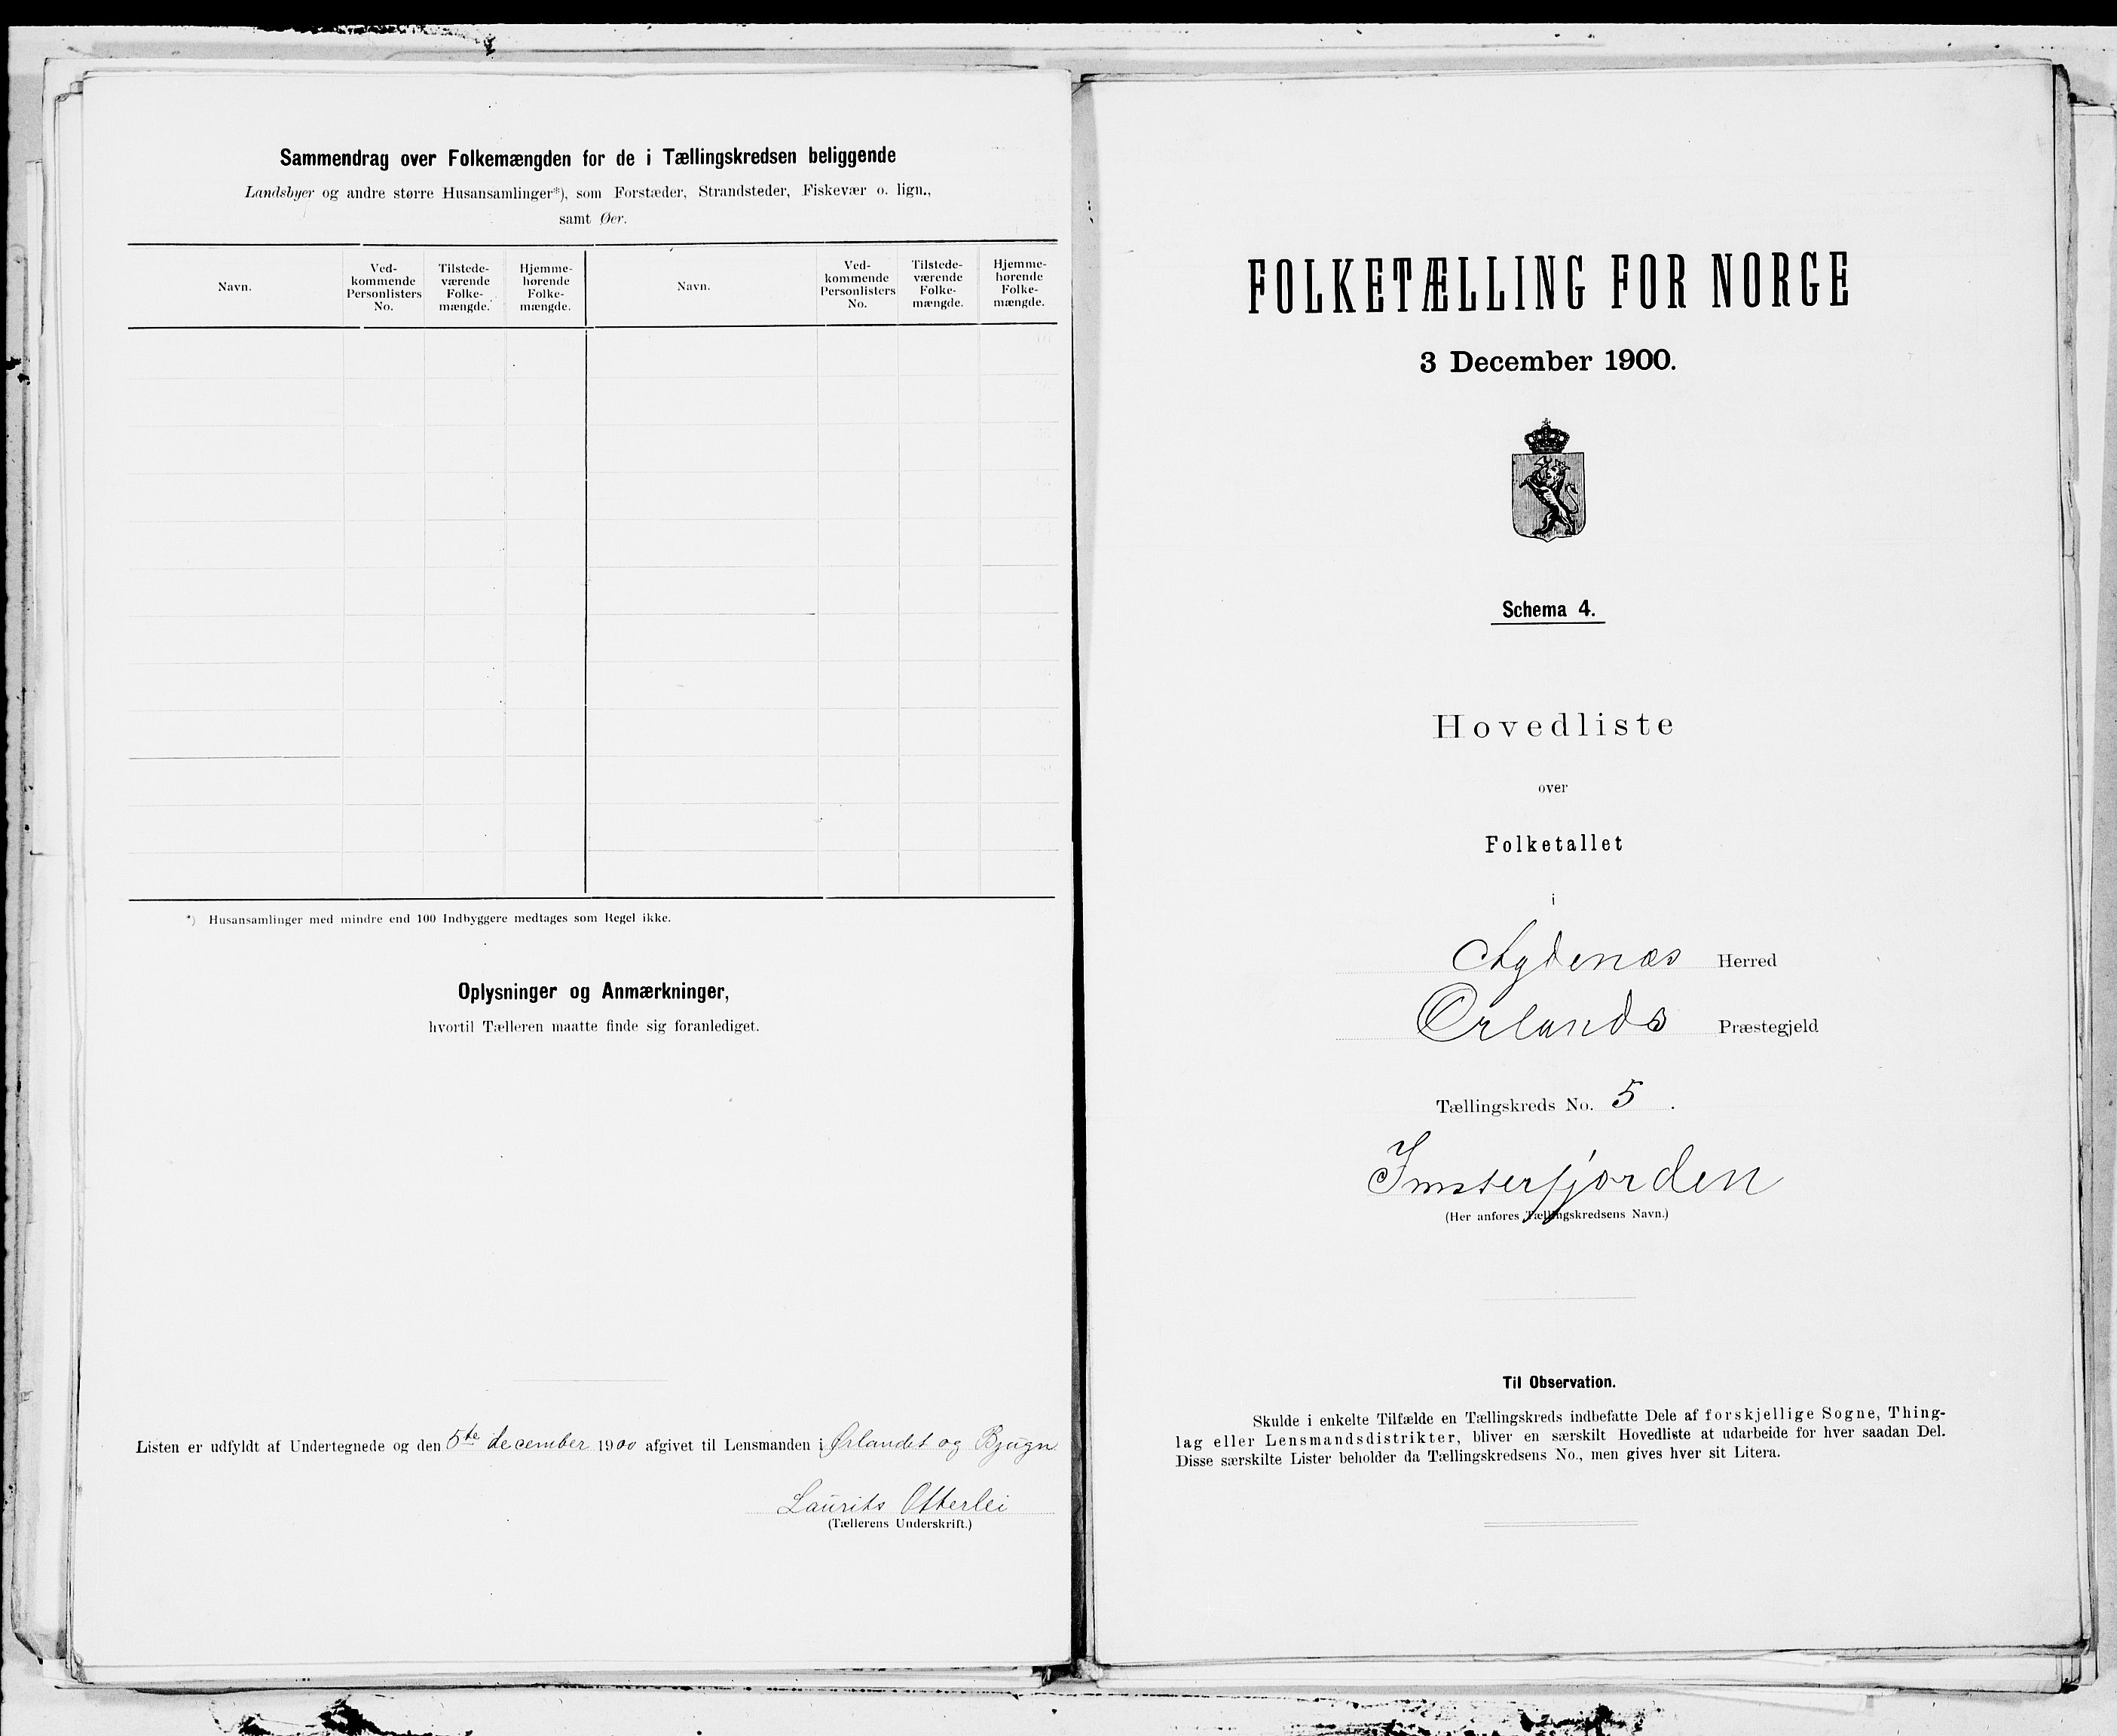 Sammendrag over Folkemængden for de i Tællingskredsen beliggende
Landsbyer og andre større Husansamlinger*), som Forstæder, Strandsteder, Fiskevær o. lign.,
samt Øer.
Navn.
Ved-
kommende
Personlisters
No.
Tilstede-
værende
Folke-
mængde.
Hjemme-
hørende
Folke-
mængde.
Navn.
Ved-
kommende
Personlisters
No.
Tilstede-
værende
Folke-
mængde.
Hjemme-
hørende
Folke-
mængde.
*) Husansamlinger med mindre end 100 Indbyggere medtages som Regel ikke.
Oplysninger og Anmærkninger,
hvortil Tælleren maatte finde sig foranlediget.
Listen er udfyldt af Undertegnede og den 5te december 1900 afgivet til Lensmanden i Ørlandet og Bjugn
Laurits Otterlei
(Tællerens Underskrift.)
FOLKETÆLLING FOR NORGE
3 December 1900.
Schema 4.
Hovedliste
over
Folketallet
i
Agdenæs Herred
Ørlands Præstegjeld
Tællingskreds No. 5.
Imsterfjorden
(Her anføres Tællingskredsens Navn.)
Til Observation.
Skulde i enkelte Tilfælde en Tællingskreds indbefatte Dele af forskjellige Sogne, Thing-
lag eller Lensmandsdistrikter, bliver en særskilt Hovedliste at udarbeide for hver saadan Del.
Disse særskilte Lister beholder da Tællingskredsens No., men gives hver sit Litera.